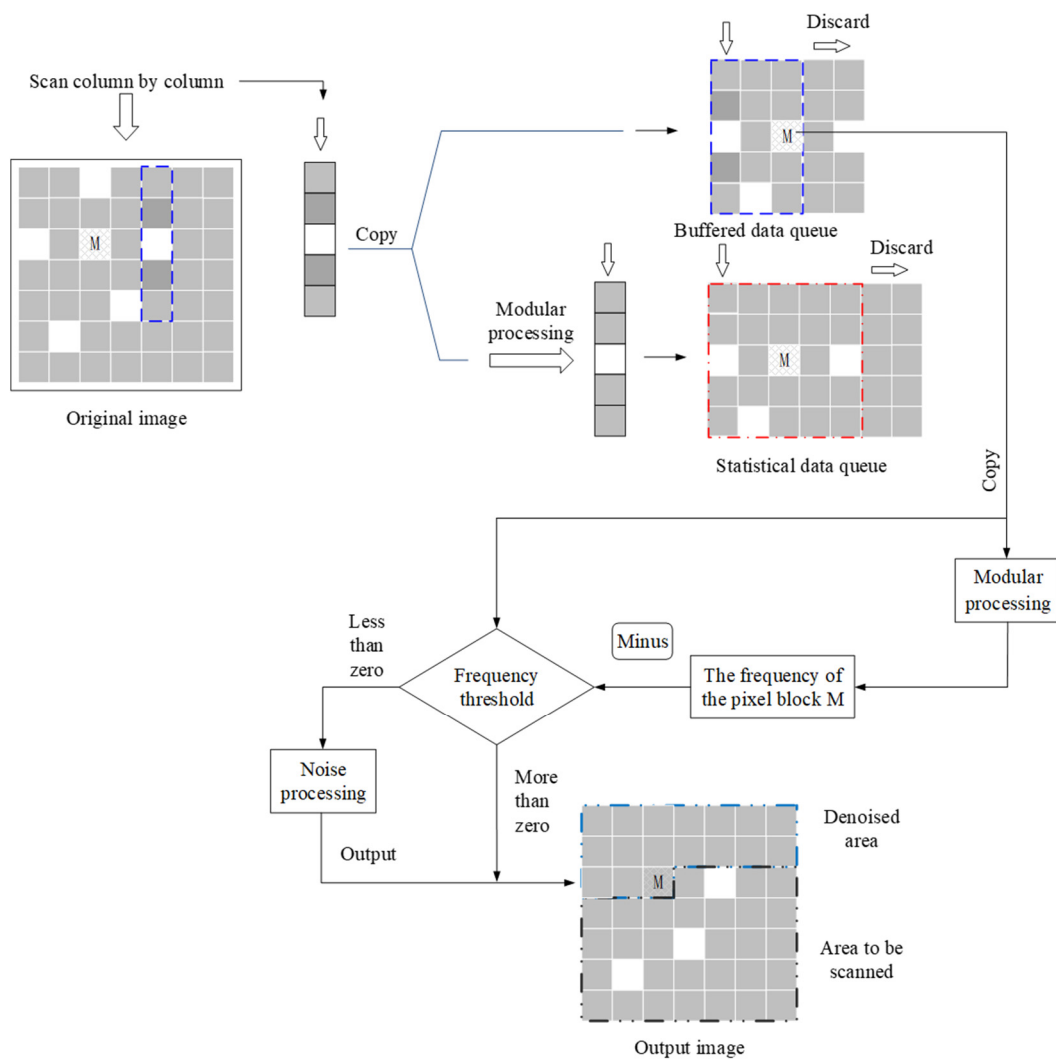 Discard
Scan column by column
M
M
Copy
Buffered data queue
Discard
Modular
processing
M
Original image
Statistical data queue
Copy
Modular
processing
Less
than
zero
Minus
Frequency
threshold
The frequency of
the pixel block M
Noise
processing
More
than
zero
Denoised
area
Output
M
Area to be
scanned
Output image